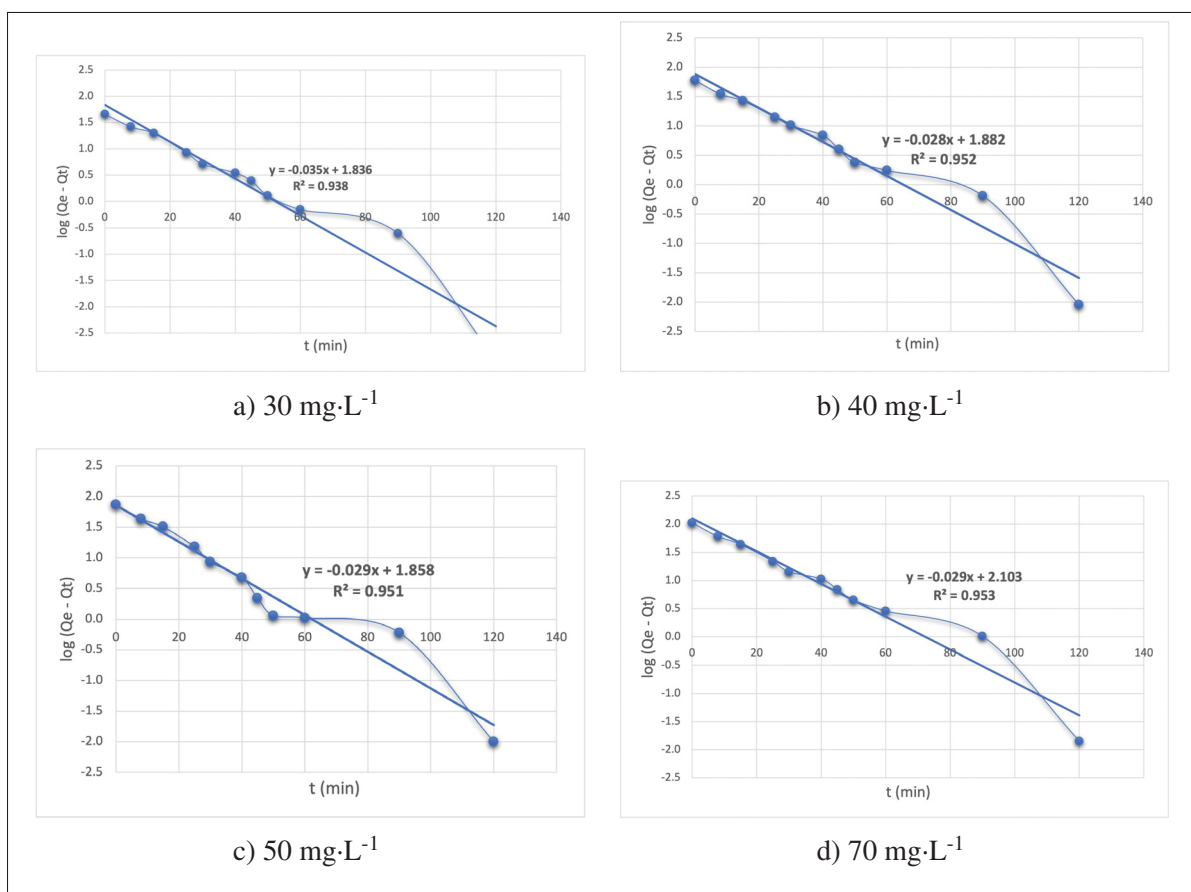 2.5
2.0
1.5
1.0
0.5
0.0
-0.5
-1.0
-1.5
-2.0
-2.5
0 20 40 60 80 100 120 140
log (Qe - Qt)
t (min)
y = -0.035x + 1.836
R² = 0.938
a) 30 mg·L⁻¹
2.5
2.0
1.5
1.0
0.5
0.0
-0.5
-1.0
-1.5
-2.0
-2.5
0 20 40 60 80 100 120 140
log (Qe - Qt)
t (min)
y = -0.028x + 1.882
R² = 0.952
b) 40 mg·L⁻¹
2.5
2.0
1.5
1.0
0.5
0.0
-0.5
-1.0
-1.5
-2.0
-2.5
0 20 40 60 80 100 120 140
log (Qe - Qt)
t (min)
y = -0.029x + 1.858
R² = 0.951
c) 50 mg·L⁻¹
2.5
2.0
1.5
1.0
0.5
0.0
-0.5
-1.0
-1.5
-2.0
-2.5
0 20 40 60 80 100 120 140
log (Qe - Qt)
t (min)
y = -0.029x + 2.103
R² = 0.953
d) 70 mg·L⁻¹